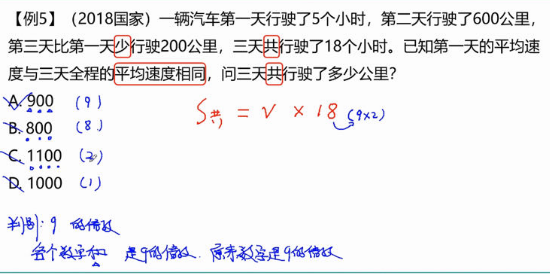 【例5】（2018国家）一辆汽车第一天行驶了5个小时，第二天行驶了600公里，
第三天比第一天少行驶200公里，三天共行驶了18个小时。已知第一天的平均速
度与三天全程的平均速度相同，问三天共行驶了多少公里？
A. 900 (9)
B. 800 (8)
C. 1100 (2)
D. 1000 (1)
S共 = V × 18 (9×2)
判别: 9 的倍数
各个数字和 是9的倍数. 原来数字是9的倍数